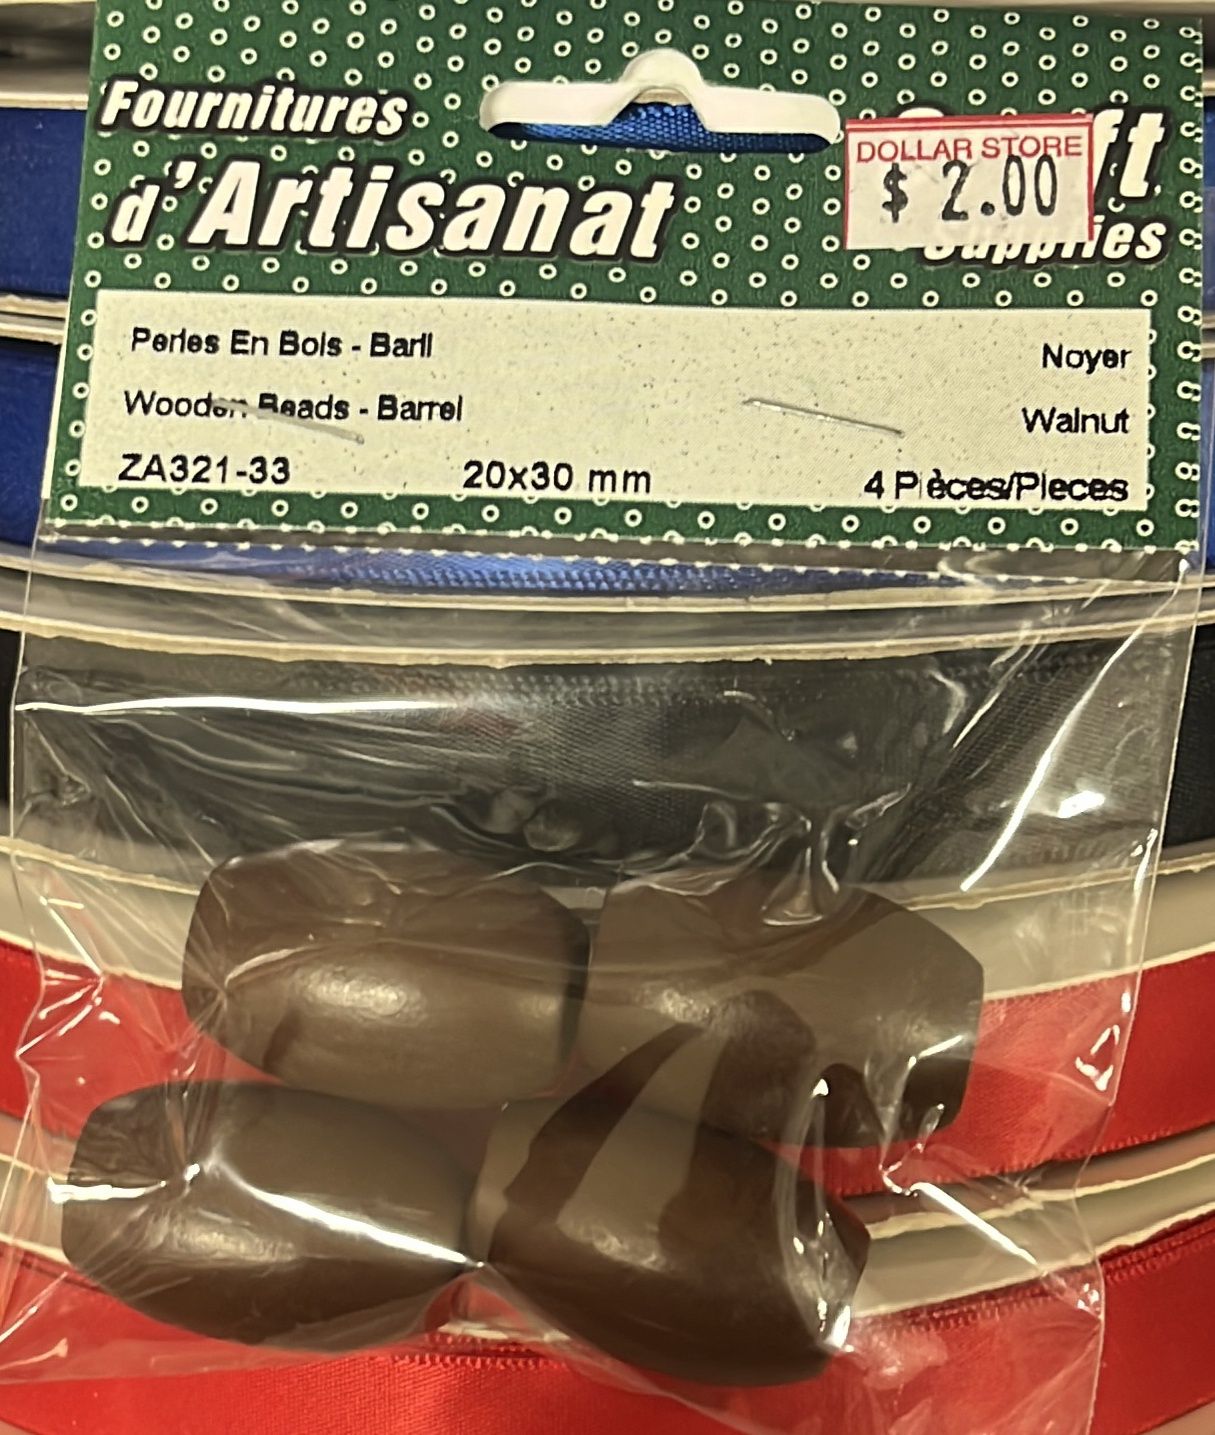 Fournitures
d'Artisanat
DOLLAR STORE
$ 2.00
Supplies
Perles En Bois - Baril
Noyer
Wooden Beads - Barrel
Walnut
ZA321-33
20x30 mm
4 Pièces/Pieces